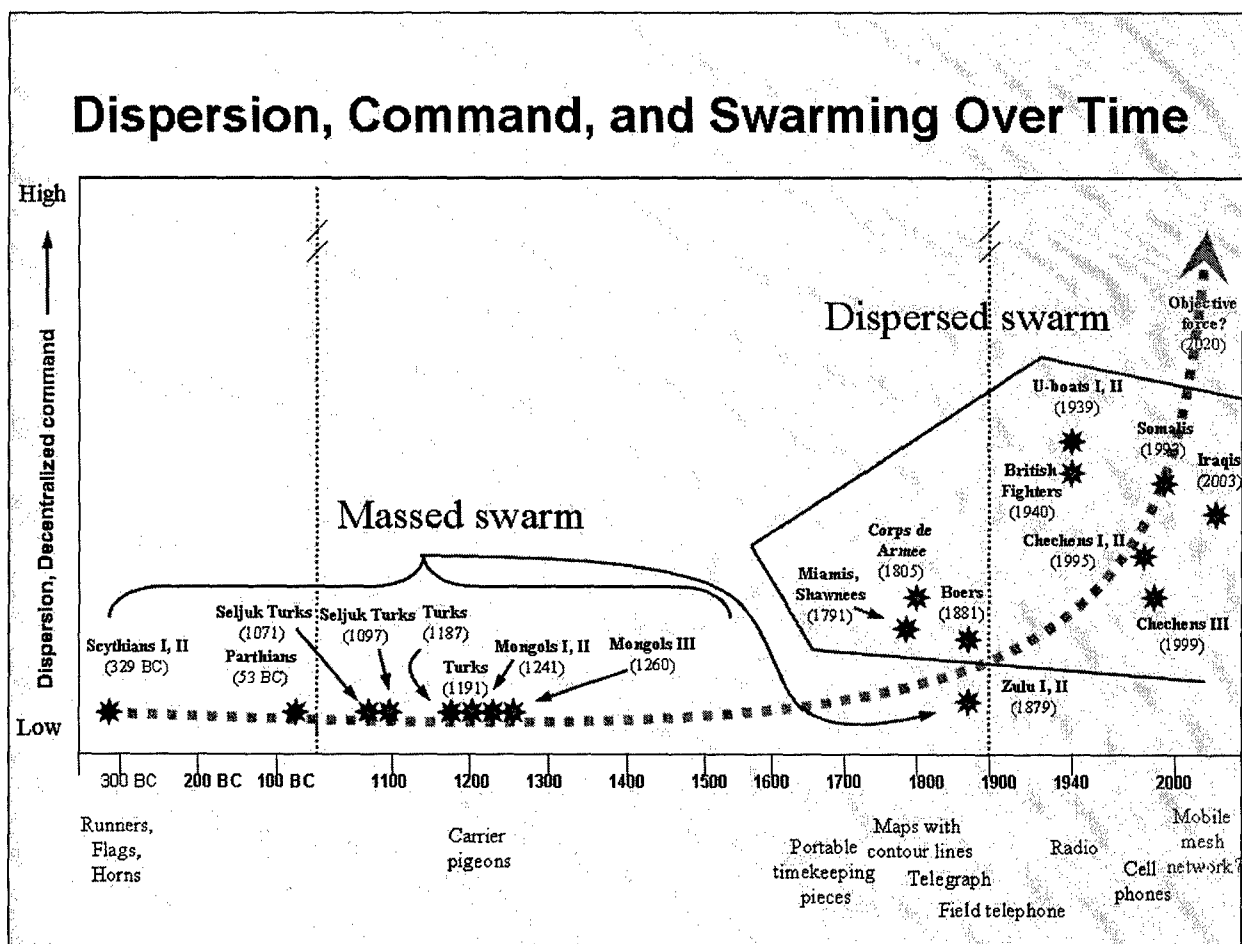 Dispersion, Command, and Swarming Over Time
High
Dispersion, Decentralized command
Low
Massed swarm
Dispersed swarm
Scythians I, II
(329 BC)
Seljuk Turks
(1071)
Parthians
(53 BC)
Seljuk Turks
(1097)
Turks
(1187)
Turks
(1191)
Mongols I, II
(1241)
Mongols III
(1260)
Miamis,
Shawnees
(1791)
Corps de
Armee
(1805)
Boers
(1881)
Zulu I, II
(1879)
U-boats I, II
(1939)
British
Fighters
(1940)
Somalis
(1993)
Iraqis
(2003)
Chechens I, II
(1995)
Chechens III
(1999)
Objective
force?
(2020)
300 BC
200 BC
100 BC
1100
1200
1300
1400
1500
1600
1700
1800
1900
1940
2000
Runners,
Flags,
Horns
Carrier
pigeons
Portable
timekeeping
pieces
Maps with
contour lines
Telegraph
Field telephone
Radio
Cell
phones
Mobile
mesh
network?